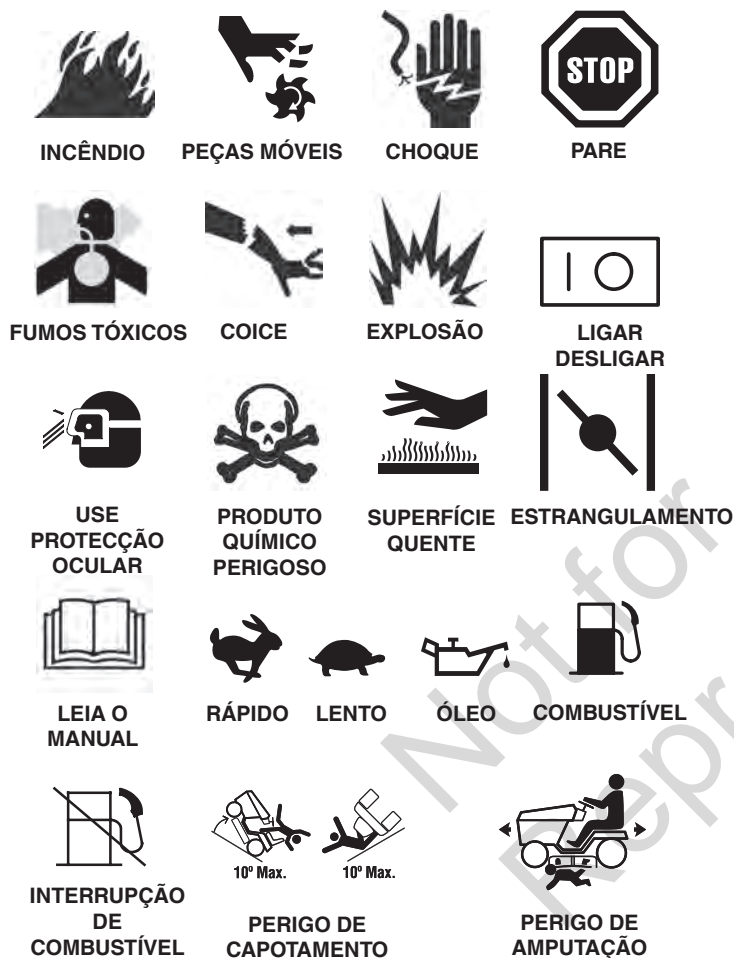 STOP
INCÊNDIO
PEÇAS MÓVEIS
CHOQUE
PARE
FUMOS TÓXICOS
COICE
EXPLOSÃO
LIGAR
DESLIGAR
USE
PROTECÇÃO
OCULAR
PRODUTO
QUÍMICO
PERIGOSO
SUPERFÍCIE
QUENTE
ESTRANGULAMENTO
LEIA O
MANUAL
RÁPIDO
LENTO
ÓLEO
COMBUSTÍVEL
INTERRUPÇÃO
DE
COMBUSTÍVEL
10º Max.
10º Max.
PERIGO DE
CAPOTAMENTO
PERIGO DE
AMPUTAÇÃO
Not for
Repr